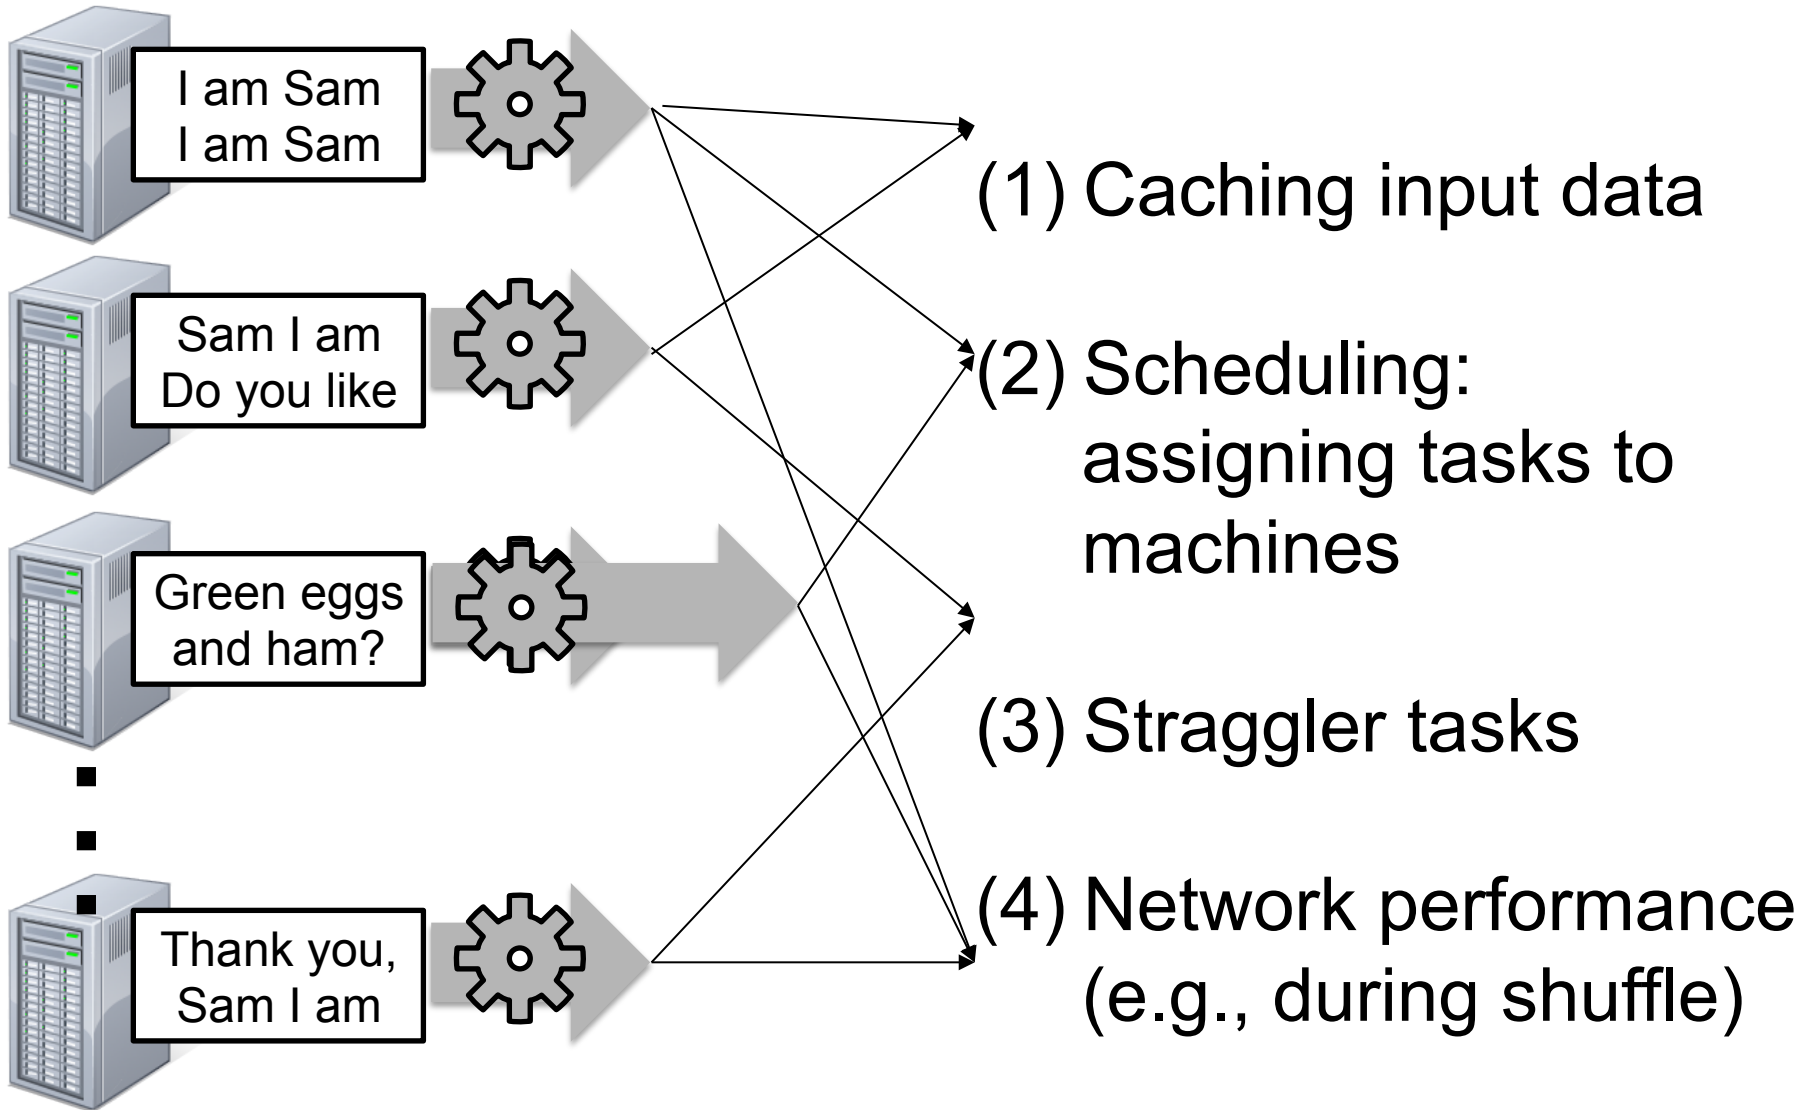 I am Sam
I am Sam
Sam I am
Do you like
Green eggs
and ham?
Thank you,
Sam I am
(1) Caching input data
(2) Scheduling:
assigning tasks to
machines
(3) Straggler tasks
(4) Network performance
(e.g., during shuffle)